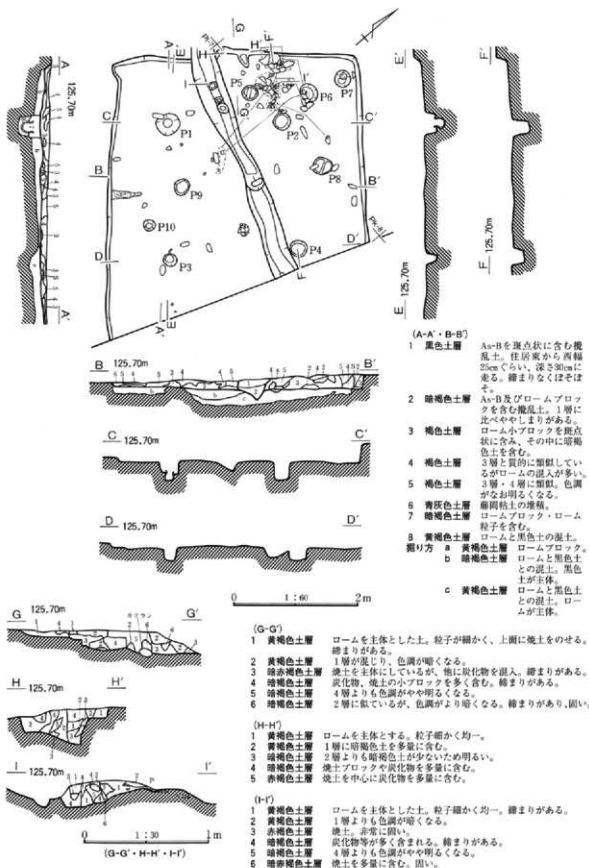 A
A'
125.70m
E'
F'
E 125.70m
F 125.70m
G
H
H'
F'
I
I'
G'
P5
P6
P7
C
C'
P1
P2
B
B'
P8
P9
P10
D
D'
P3
P4
A'
E
F
B 125.70m B'
C 125.70m C'
D 125.70m D'
0 1:60 2m
(A-A'・B-B')
1 黒色土層 As-Bを斑点状に含む攪
乱土。住居東から西幅
25cmぐらい、深さ30cmに
走る。締まりなくぼそぼ
そ。
2 暗褐色土層 As-B及びロームブロッ
クを含む攪乱土。1層に
比べややしまりがある。
3 褐色土層 ローム小ブロックを斑点
状に含み、その中に暗褐
色土を含む。
4 褐色土層 3層と質的に類似してい
るがロームの混入が多い。
5 褐色土層 3層・4層に類似。色調
がなお明るくなる。
6 青灰色土層 藤岡粘土の堆積。
7 暗褐色土層 ロームブロック・ローム
粒子を含む。
8 黄褐色土層 ロームと黒色土の混土。
掘り方 a 黄褐色土層 ロームブロック。
b 暗褐色土層 ロームと黒色土
との混土。黒色
土が主体。
c 黄褐色土層 ロームと黒色土
との混土。ロー
ムが主体。
G 125.70m G'
H 125.70m H'
I 125.70m I'
0 1:30 1m
(G-G'・H-H'・I-I')
(G-G')
1 黄褐色土層 ロームを主体とした土。粒子が細かく、上面に焼土をのせる。
締まりがある。
2 黄褐色土層 1層が混じり、色調が暗くなる。
3 暗赤褐色土層 焼土を主体にしているが、他に炭化物を混入。締まりがある。
4 暗褐色土層 炭化物、焼土の小ブロックを多く含む。締まりがある。
5 暗褐色土層 4層よりも色調がやや明るくなる。
6 暗褐色土層 2層に似ているが、色調がより暗くなる。締まりがあり、固い。
(H-H')
1 黄褐色土層 ロームを主体とする。粒子細かく均一。
2 黄褐色土層 1層に暗褐色土を多量に含む。
3 暗褐色土層 2層よりも暗褐色土が少ないため明るい。
4 暗褐色土層 焼土ブロックや炭化物を多量に含む。
5 赤褐色土層 焼土を中心に炭化物を多量に含む。
(I-I')
1 黄褐色土層 ロームを主体とした土。粒子細かく均一。締まりがある。
2 黄褐色土層 1層よりも色調が暗くなる。
3 赤褐色土層 焼土。非常に固い。
4 暗褐色土層 炭化物等が多く含まれる。締まりがある。
5 暗褐色土層 4層よりも色調がやや明るくなる。
6 暗赤褐色土層 焼土を多量に含む。固い。